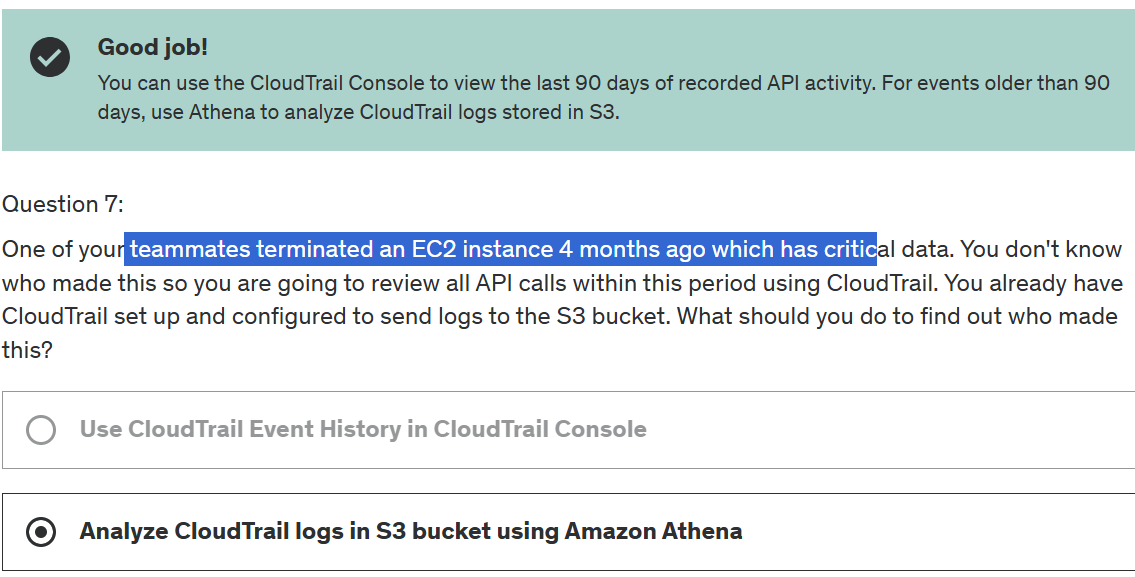 Good job!
You can use the CloudTrail Console to view the last 90 days of recorded API activity. For events older than 90
days, use Athena to analyze CloudTrail logs stored in S3.
Question 7:
One of your teammates terminated an EC2 instance 4 months ago which has critical data. You don't know
who made this so you are going to review all API calls within this period using CloudTrail. You already have
CloudTrail set up and configured to send logs to the S3 bucket. What should you do to find out who made
this?
Use CloudTrail Event History in CloudTrail Console
Analyze CloudTrail logs in S3 bucket using Amazon Athena